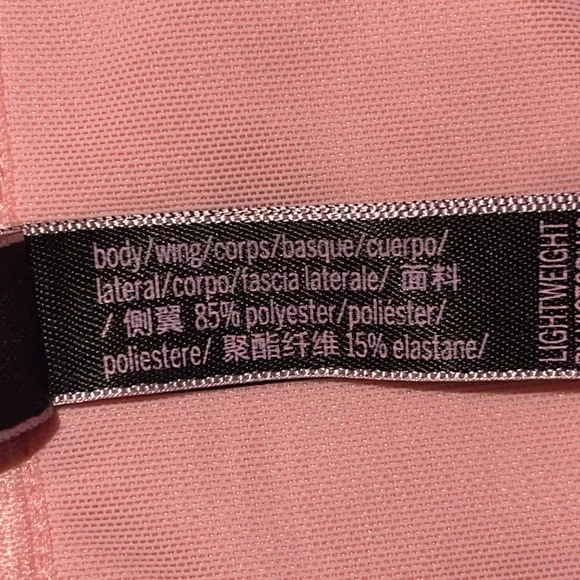 body/wing/corps/basque/cuerpo/
lateral/corpo/fascia laterale/ 面料
/ 侧翼 85% polyester/poliéster/
poliestere/ 聚酯纤维 15% elastane/
LIGHTWEIGHT